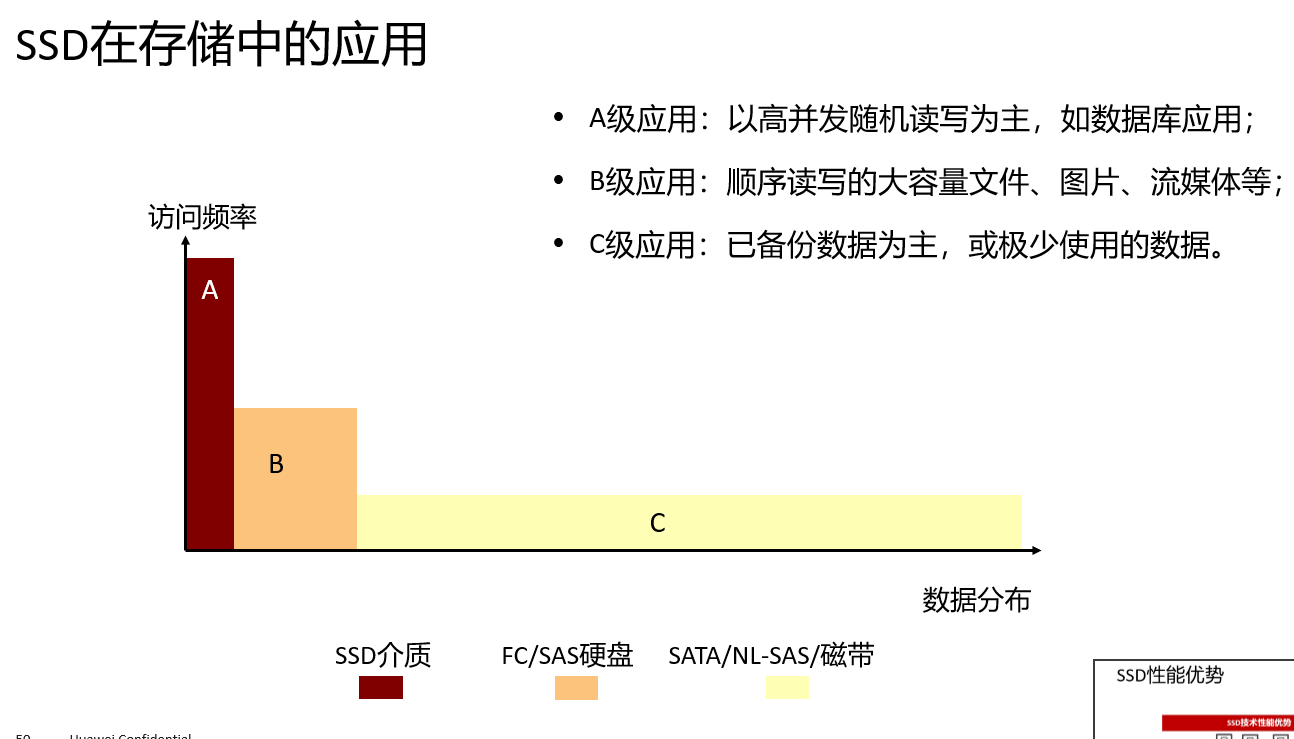 SSD在存储中的应用
• A级应用：以高并发随机读写为主，如数据库应用；
• B级应用：顺序读写的大容量文件、图片、流媒体等；
• C级应用：已备份数据为主，或极少使用的数据。
访问频率
A
B
C
数据分布
SSD介质
FC/SAS硬盘
SATA/NL-SAS/磁带
SSD性能优势
SSD技术性能优势
50 Huawei Confidential